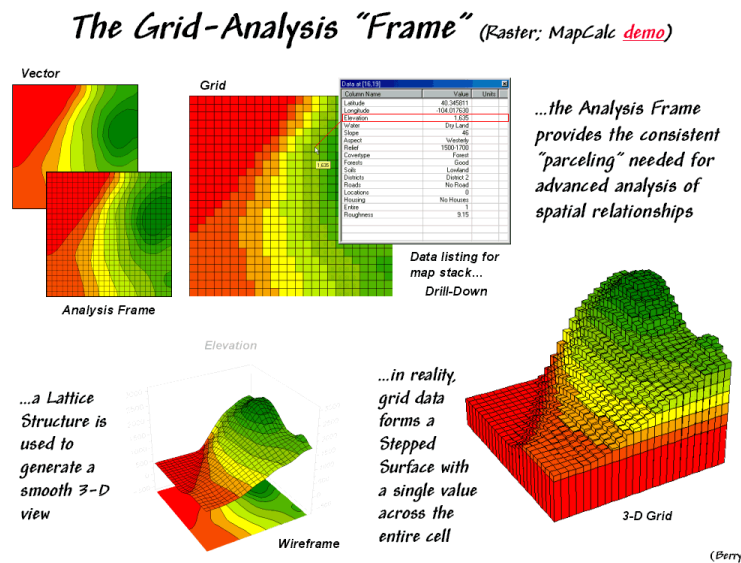 The Grid-Analysis “Frame” (Raster; MapCalc demo)
Vector
Grid
Data at [16,19]
Column Name Value Units
Latitude 40.345811
Longitude -104.017630
Elevation 1,635
Water Dry Land
Slope 46
Aspect Westerly
Relief 1500-1700
Covertype Forest
Forests Good
Soils Lowland
Districts District 2
Roads No Road
Locations 0
Housing No Houses
Entire 1
Roughness 9.15
1,635
...the Analysis Frame
provides the consistent
“parceling” needed for
advanced analysis of
spatial relationships
Data listing for
map stack...
Drill-Down
Analysis Frame
Elevation
...a Lattice
Structure is
used to
generate a
smooth 3-D
view
Wireframe
...in reality,
grid data
forms a
Stepped
Surface with
a single value
across the
entire cell
3-D Grid
(Berry